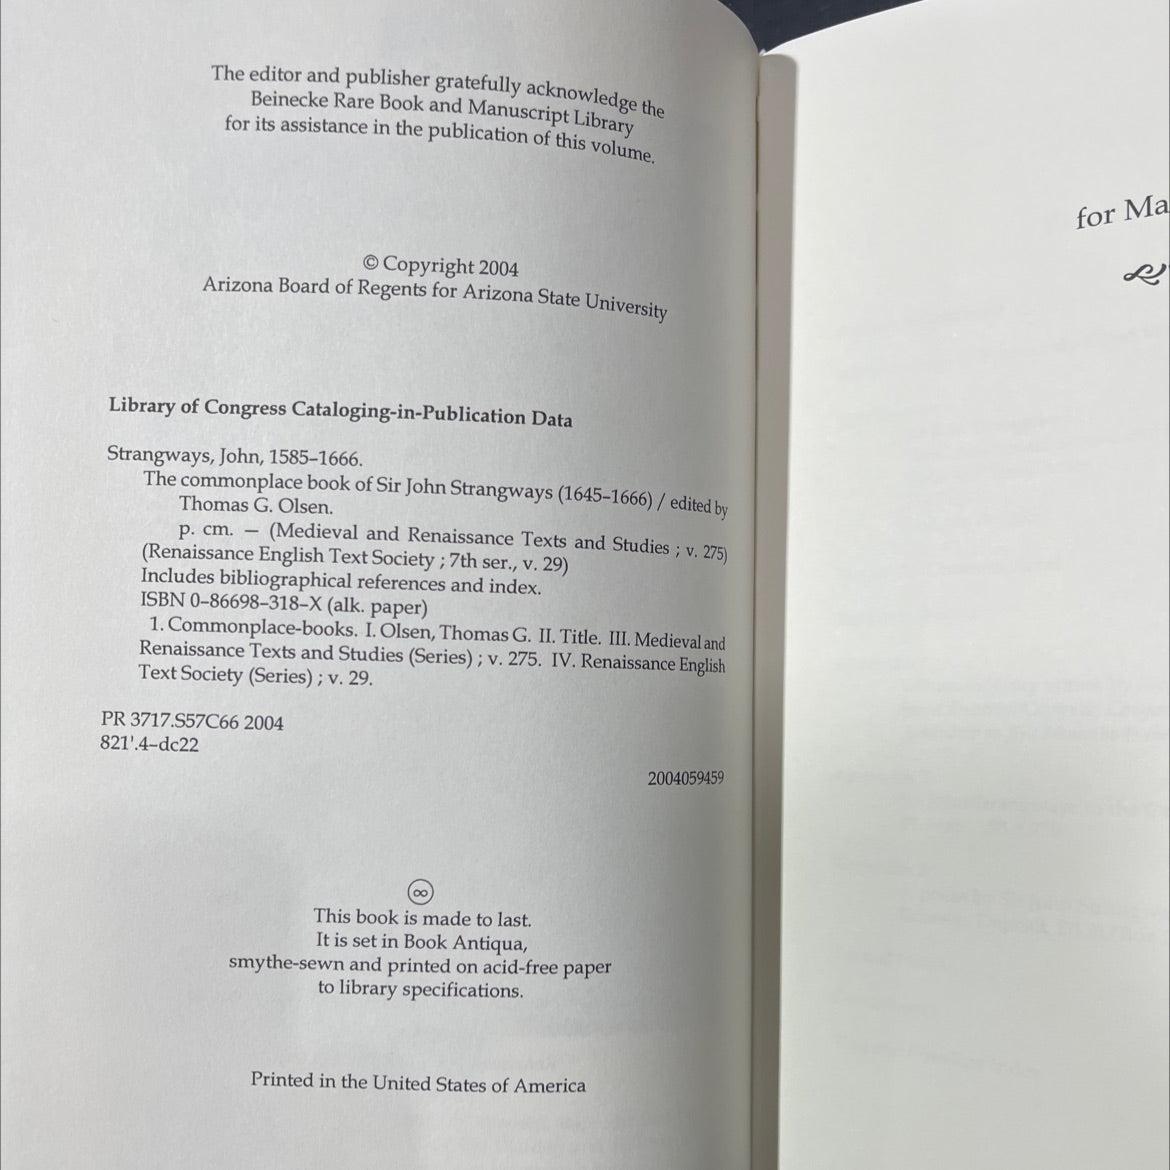 The editor and publisher gratefully acknowledge the
Beinecke Rare Book and Manuscript Library
for its assistance in the publication of this volume.
© Copyright 2004
Arizona Board of Regents for Arizona State University
Library of Congress Cataloging-in-Publication Data
Strangways, John, 1585–1666.
The commonplace book of Sir John Strangways (1645–1666) / edited by
Thomas G. Olsen.
p. cm. — (Medieval and Renaissance Texts and Studies ; v. 275)
(Renaissance English Text Society ; 7th ser., v. 29)
Includes bibliographical references and index.
ISBN 0–86698–318–X (alk. paper)
1. Commonplace-books. I. Olsen, Thomas G. II. Title. III. Medieval and
Renaissance Texts and Studies (Series) ; v. 275. IV. Renaissance English
Text Society (Series) ; v. 29.
PR 3717.S57C66 2004
821'.4–dc22
2004059459
∞
This book is made to last.
It is set in Book Antiqua,
smythe-sewn and printed on acid-free paper
to library specifications.
Printed in the United States of America
for Ma